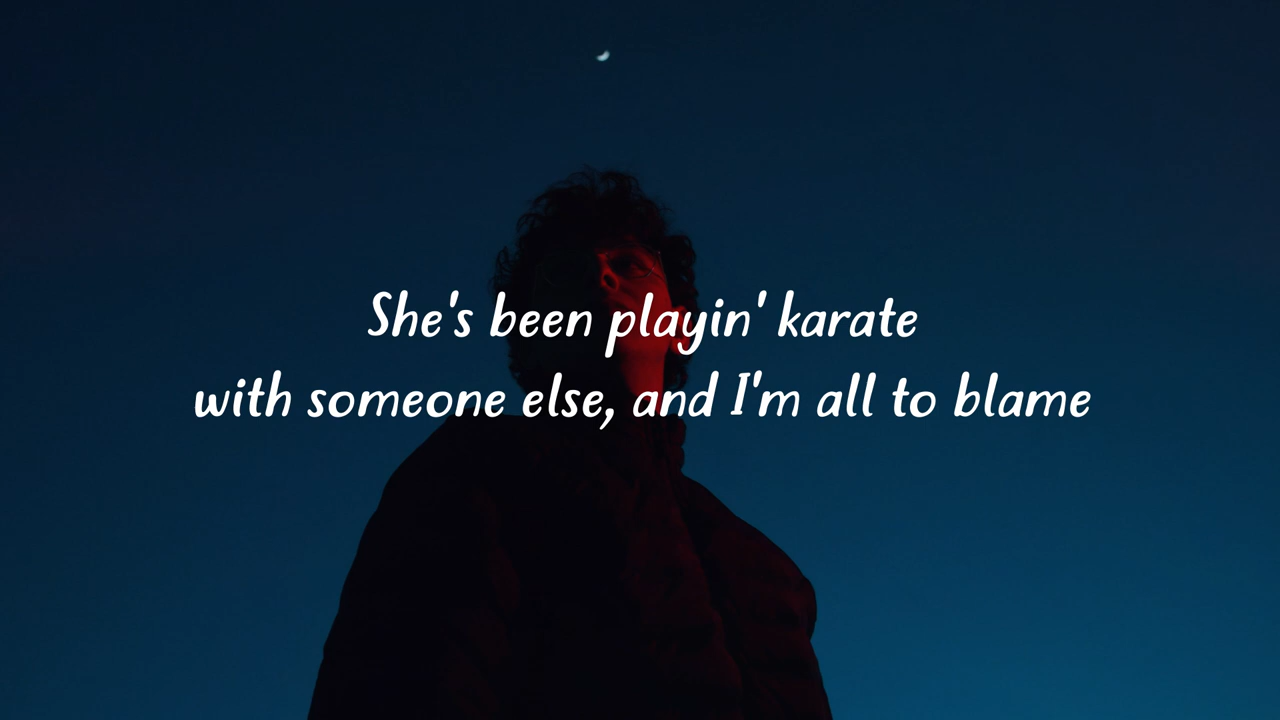 She's been playin' karate
with someone else, and I'm all to blame